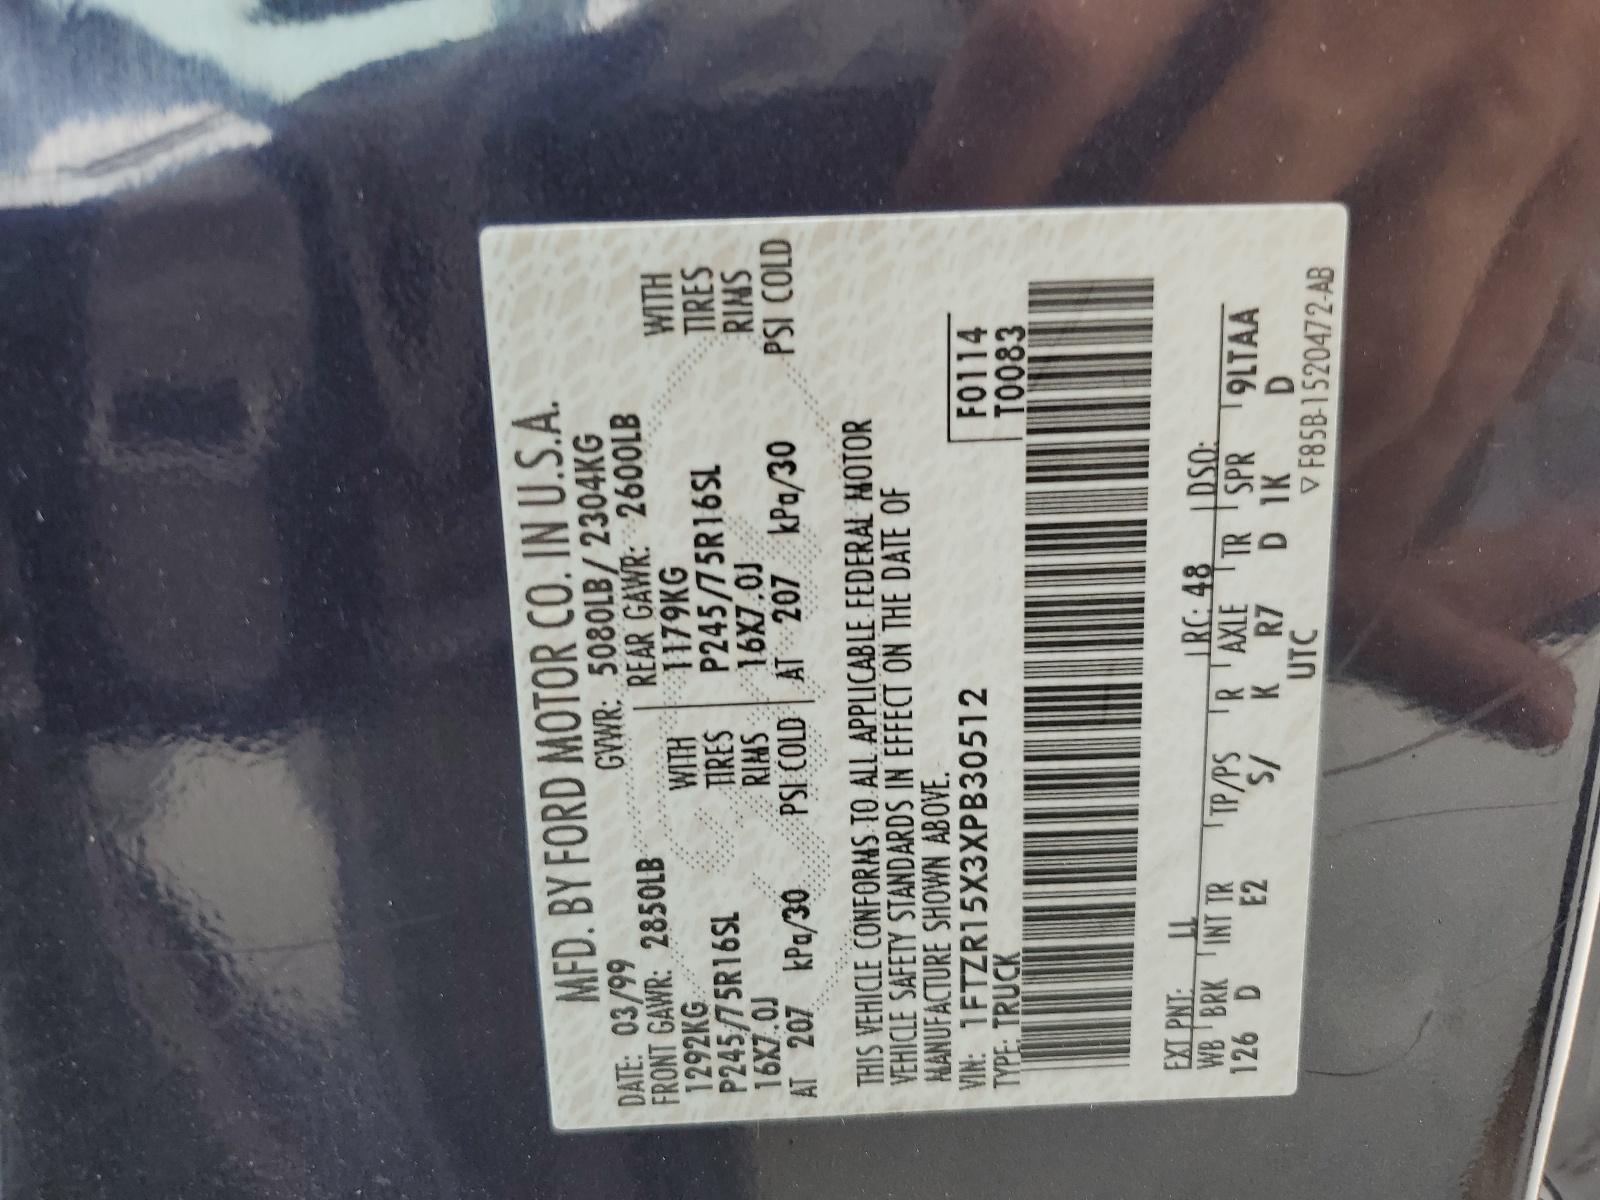 MFD. BY FORD MOTOR CO. IN U.S.A.
DATE: 03/99 GVWR: 5080LB/2304KG
FRONT GAWR: 2850LB REAR GAWR: 2600LB
1292KG WITH 1179KG WITH
P245/75R16SL TIRES P245/75R16SL TIRES
16X7.0J RIMS 16X7.0J RIMS
AT 207 kPa/30 PSI COLD AT 207 kPa/30 PSI COLD
THIS VEHICLE CONFORMS TO ALL APPLICABLE FEDERAL MOTOR
VEHICLE SAFETY STANDARDS IN EFFECT ON THE DATE OF
MANUFACTURE SHOWN ABOVE.
VIN: 1FTZR15X3XPB30512 F0114
TYPE: TRUCK T0083
EXT PNT: LL RC: 48 DSO:
WB BRK INT TR TP/PS R AXLE TR SPR 9LTAA
126 D E2 S/ K R7 D 1K D
UTC
▽F85B-1520472-AB